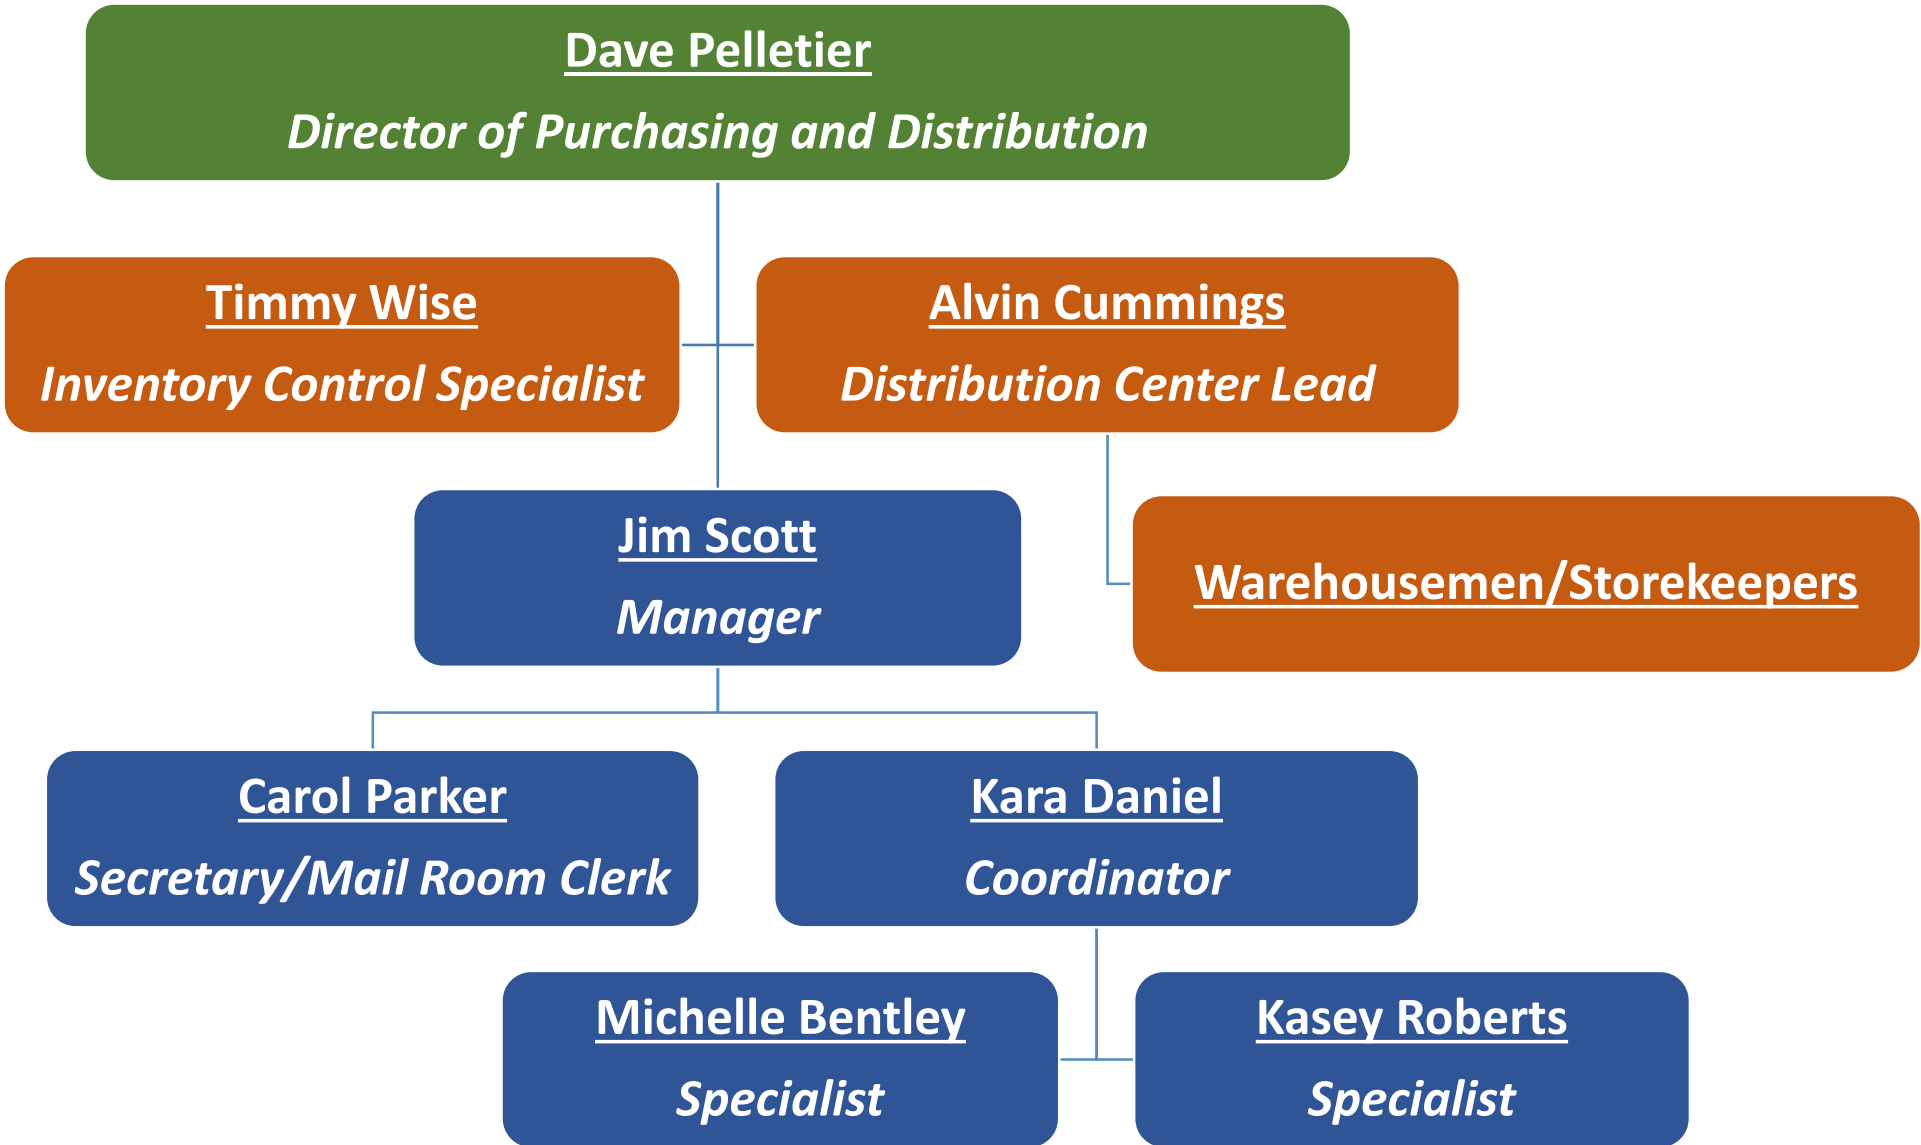 Dave Pelletier
Director of Purchasing and Distribution
Timmy Wise
Inventory Control Specialist
Alvin Cummings
Distribution Center Lead
Jim Scott
Manager
Warehousemen/Storekeepers
Carol Parker
Secretary/Mail Room Clerk
Kara Daniel
Coordinator
Michelle Bentley
Specialist
Kasey Roberts
Specialist